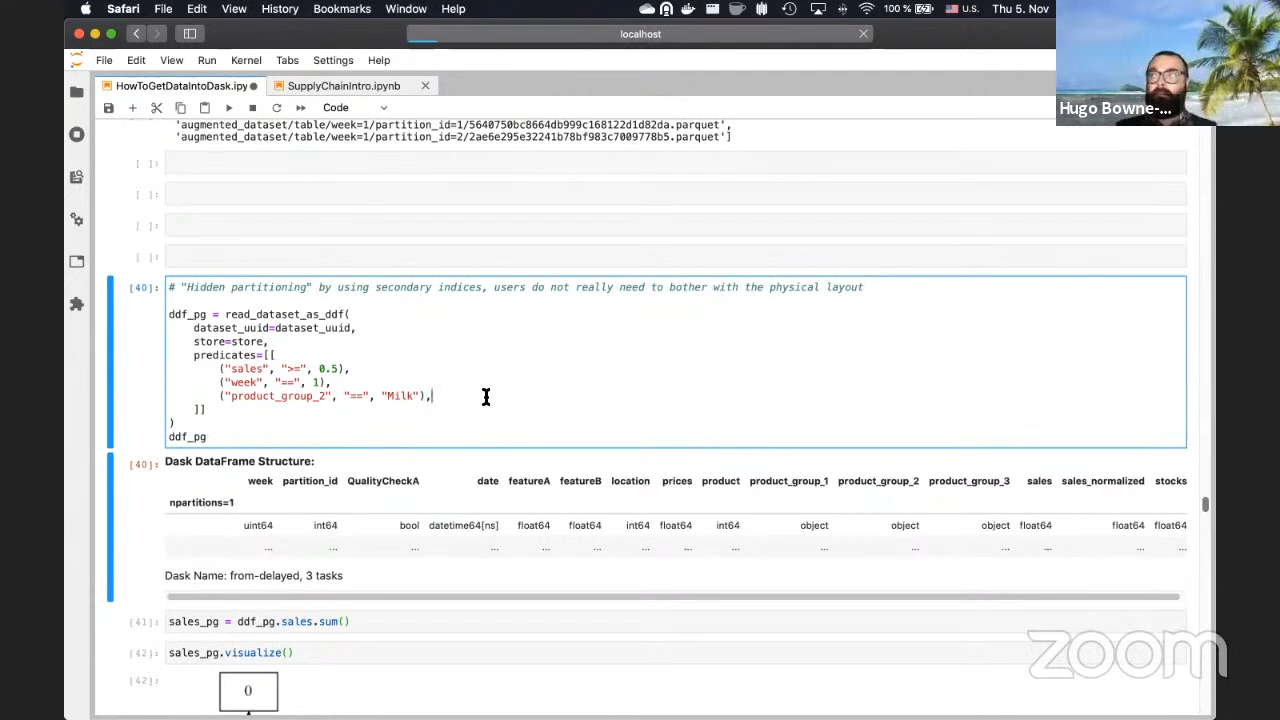 Safari File Edit View History Bookmarks Window Help 100 % U.S. Thu 5. Nov
localhost
Hugo Bowne-...
File Edit View Run Kernel Tabs Settings Help
HowToGetDataIntoDask.ipy SupplyChainIntro.ipynb
Code
'augmented_dataset/table/week=1/partition_id=1/5640750bc8664db999c168122d1d82da.parquet',
'augmented_dataset/table/week=1/partition_id=2/2ae6e295e32241b78bf983c7009778b5.parquet']
[ ]:
[ ]:
[ ]:
[ ]:
[40]: # "Hidden partitioning" by using secondary indices, users do not really need to bother with the physical layout
ddf_pg = read_dataset_as_ddf(
dataset_uuid=dataset_uuid,
store=store,
predicates=[[
("sales", ">=", 0.5),
("week", "==", 1),
("product_group_2", "==", "Milk"),
]]
)
ddf_pg
[40]: Dask DataFrame Structure:
week partition_id QualityCheckA date featureA featureB location prices product product_group_1 product_group_2 product_group_3 sales sales_normalized stocks
npartitions=1
uint64 int64 bool datetime64[ns] float64 float64 int64 float64 int64 object object object float64 float64 float64
... ... ... ... ... ... ... ... ... ... ... ... ... ... ...
Dask Name: from-delayed, 3 tasks
[41]: sales_pg = ddf_pg.sales.sum()
[42]: sales_pg.visualize()
[42]:
0
zoom